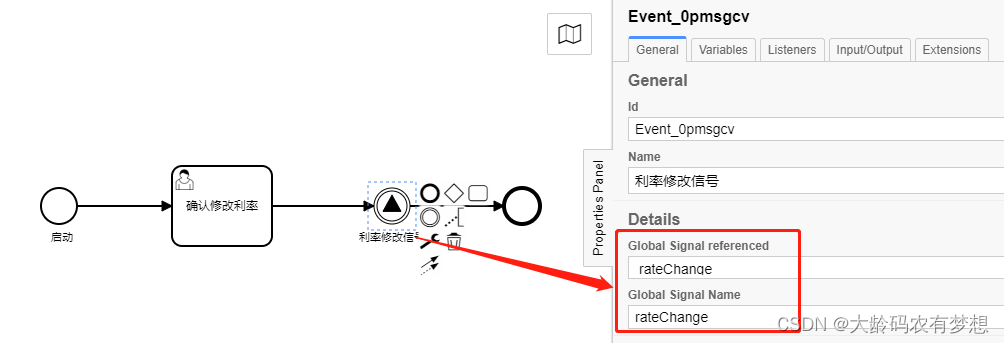 启动
确认修改利率
利率修改信号
Properties Panel
Event_0pmsgcv
General
Variables
Listeners
Input/Output
Extensions
General
Id
Event_0pmsgcv
Name
利率修改信号
Details
Global Signal referenced
rateChange
Global Signal Name
rateChange
CSDN @大龄码农有梦想